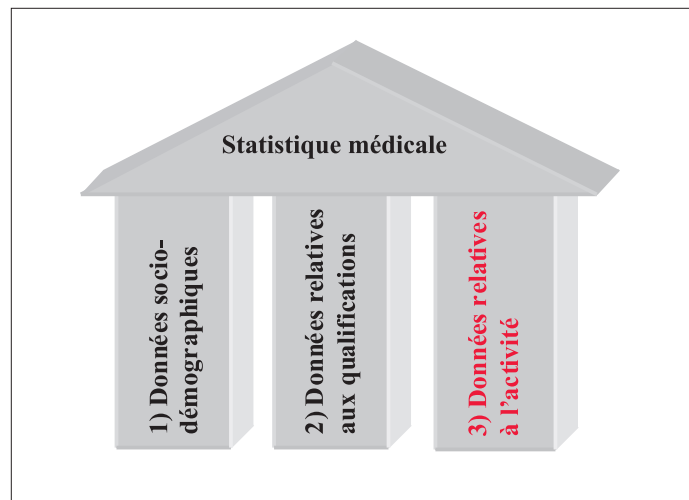 Statistique médicale
1) Données socio-
démographiques
2) Données relatives
aux qualifications
3) Données relatives
à l’activité